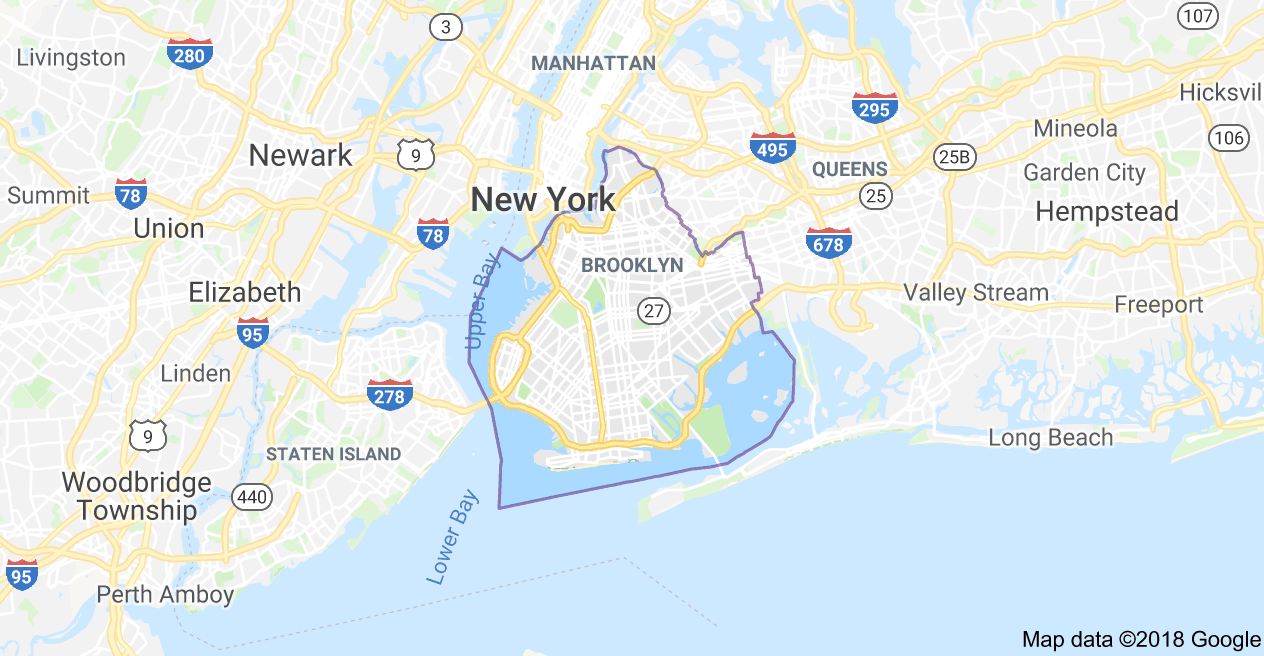 3
107
Livingston
280
MANHATTAN
Hicksvil
295
Mineola
106
Newark
9
495
25B
QUEENS
Garden City
Summit
78
New York
25
Hempstead
Union
78
678
BROOKLYN
Upper Bay
Elizabeth
Valley Stream
Freeport
27
95
Linden
278
9
Long Beach
STATEN ISLAND
Woodbridge
Township
440
Lower Bay
95
Perth Amboy
Map data ©2018 Google